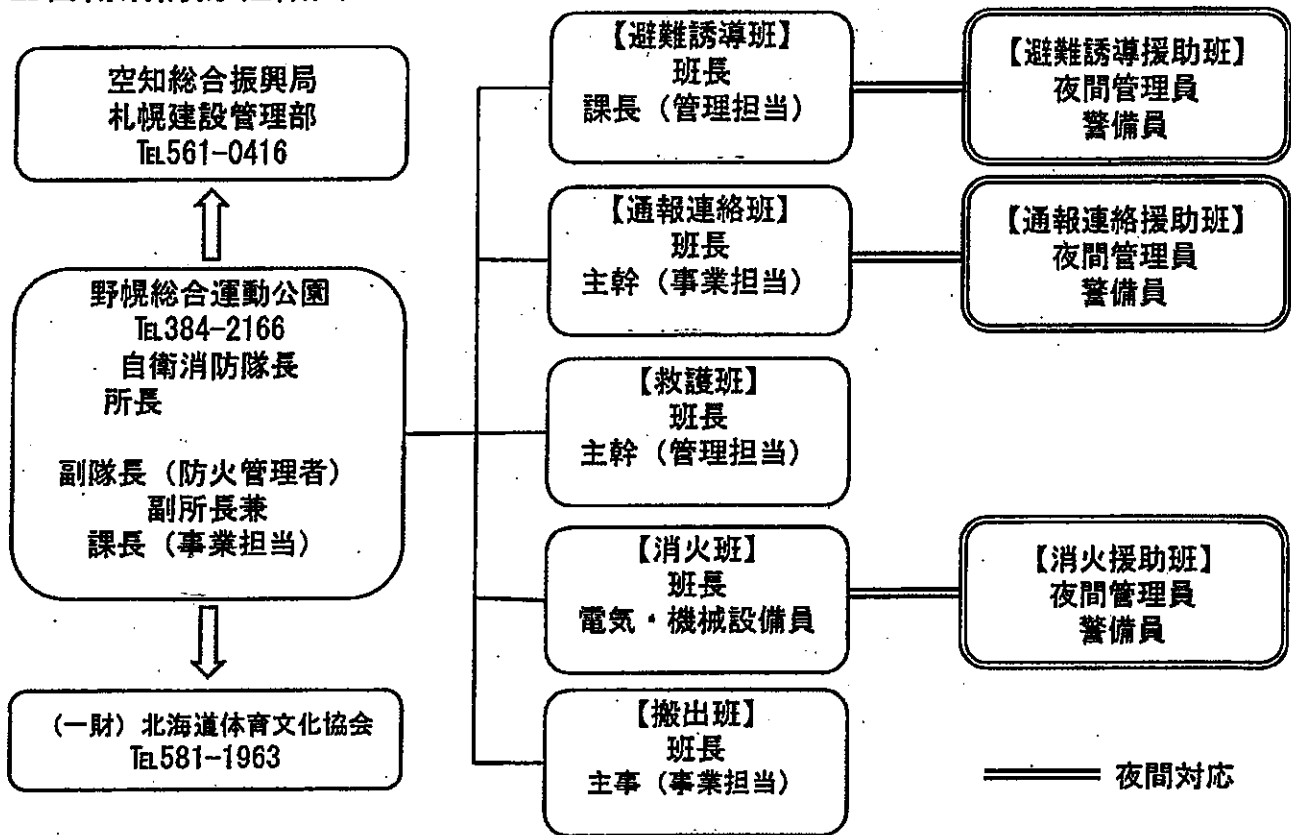 空知総合振興局
札幌建設管理部
℡561-0416
野幌総合運動公園
℡384-2166
自衛消防隊長
所長
副隊長（防火管理者）
副所長兼
課長（事業担当）
（一財）北海道体育文化協会
℡581-1963
【避難誘導班】
班長
課長（管理担当）
【通報連絡班】
班長
主幹（事業担当）
【救護班】
班長
主幹（管理担当）
【消火班】
班長
電気・機械設備員
【搬出班】
班長
主事（事業担当）
【避難誘導援助班】
夜間管理員
警備員
【通報連絡援助班】
夜間管理員
警備員
【消火援助班】
夜間管理員
警備員
夜間対応